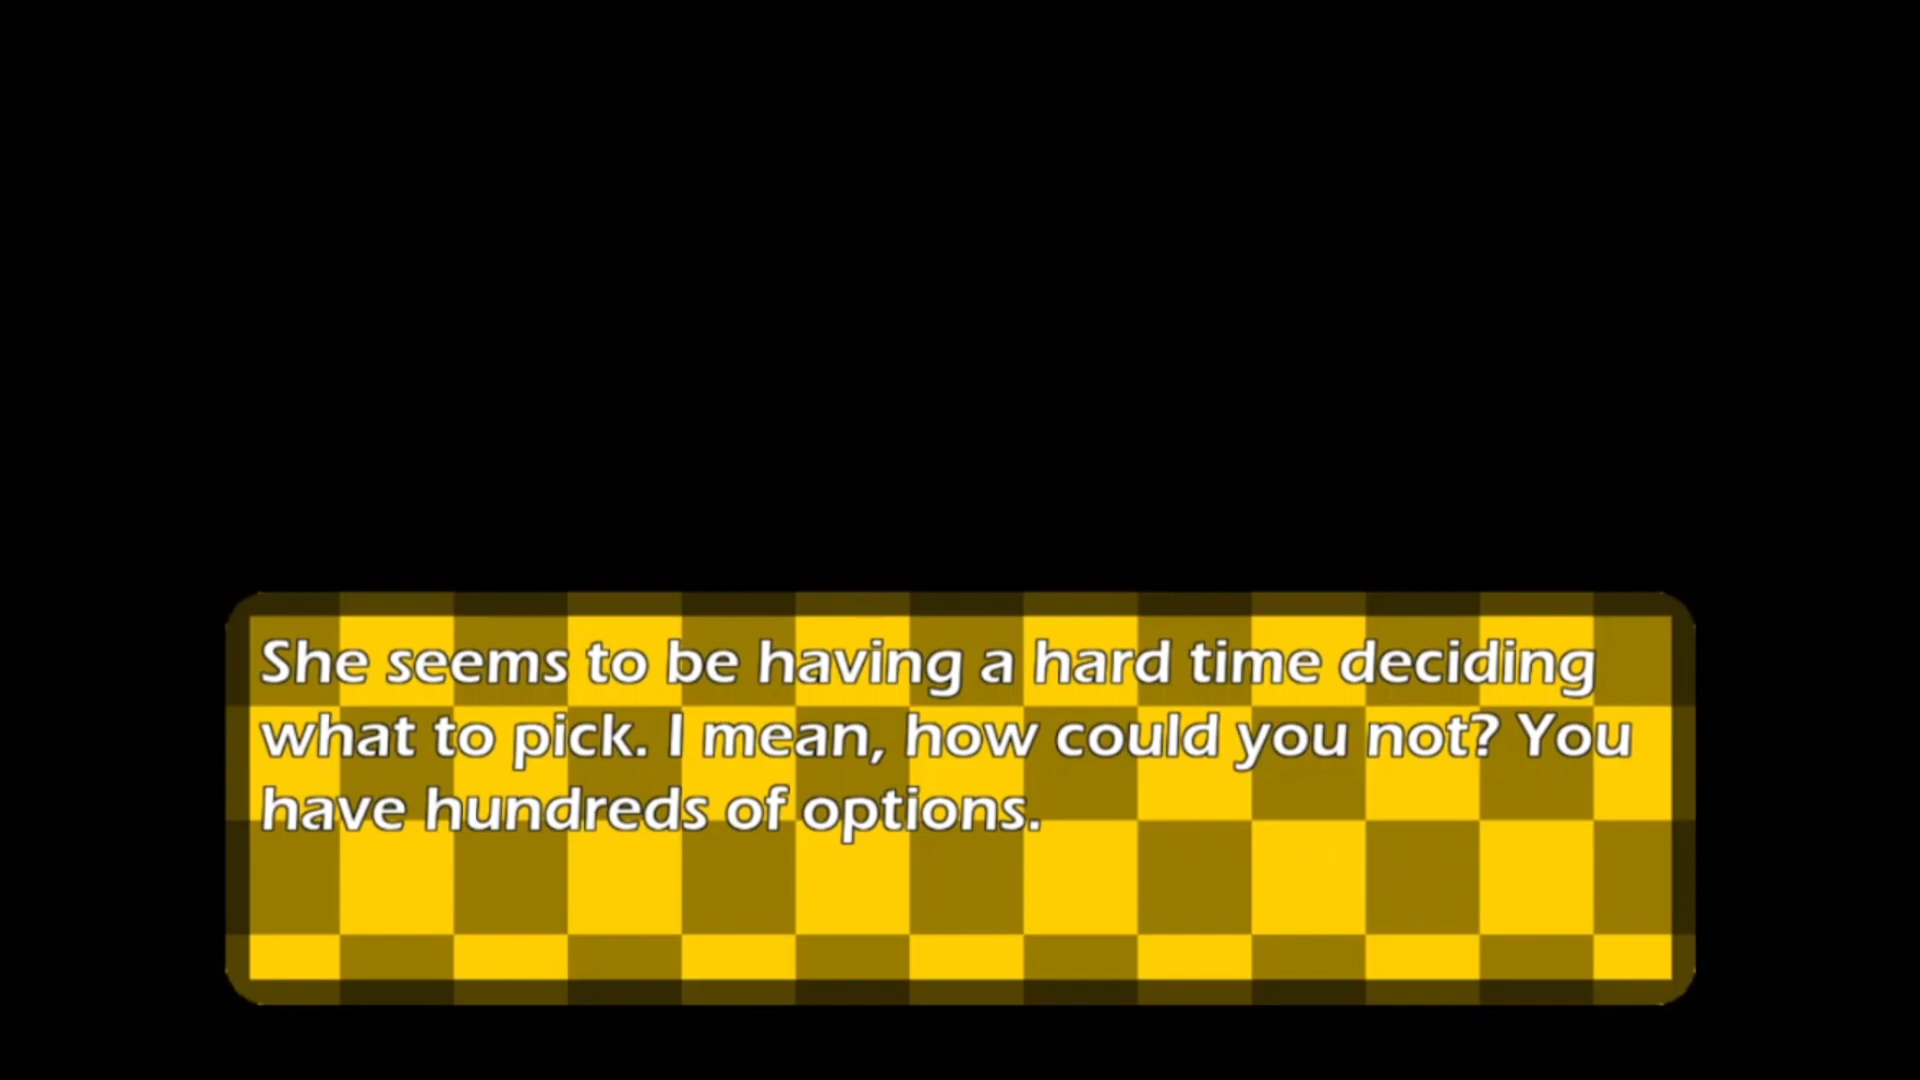 She seems to be having a hard time deciding
what to pick. I mean, how could you not? You
have hundreds of options.